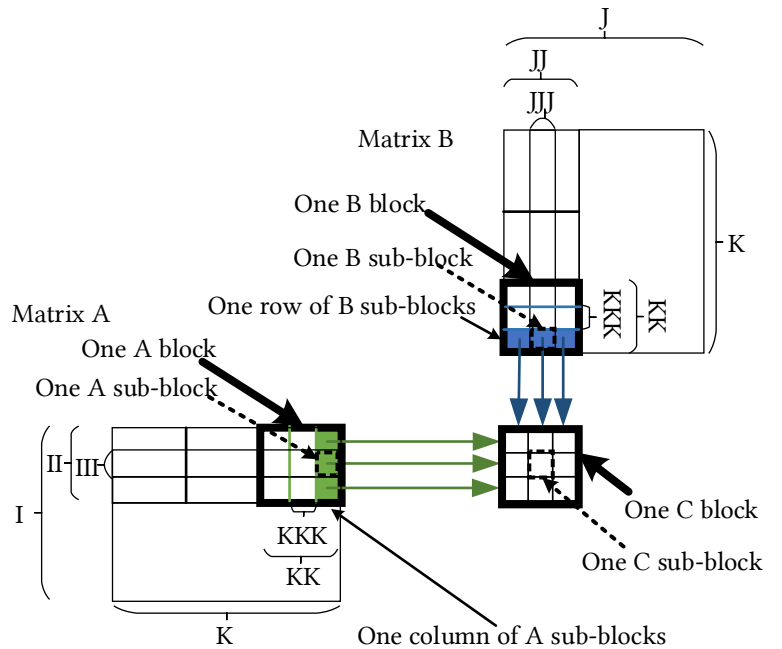 J
JJ
JJJ
Matrix B
One B block
K
One B sub-block
KKK
KK
One row of B sub-blocks
Matrix A
One A block
One A sub-block
II
III
I
One C block
KKK
One C sub-block
KK
K
One column of A sub-blocks